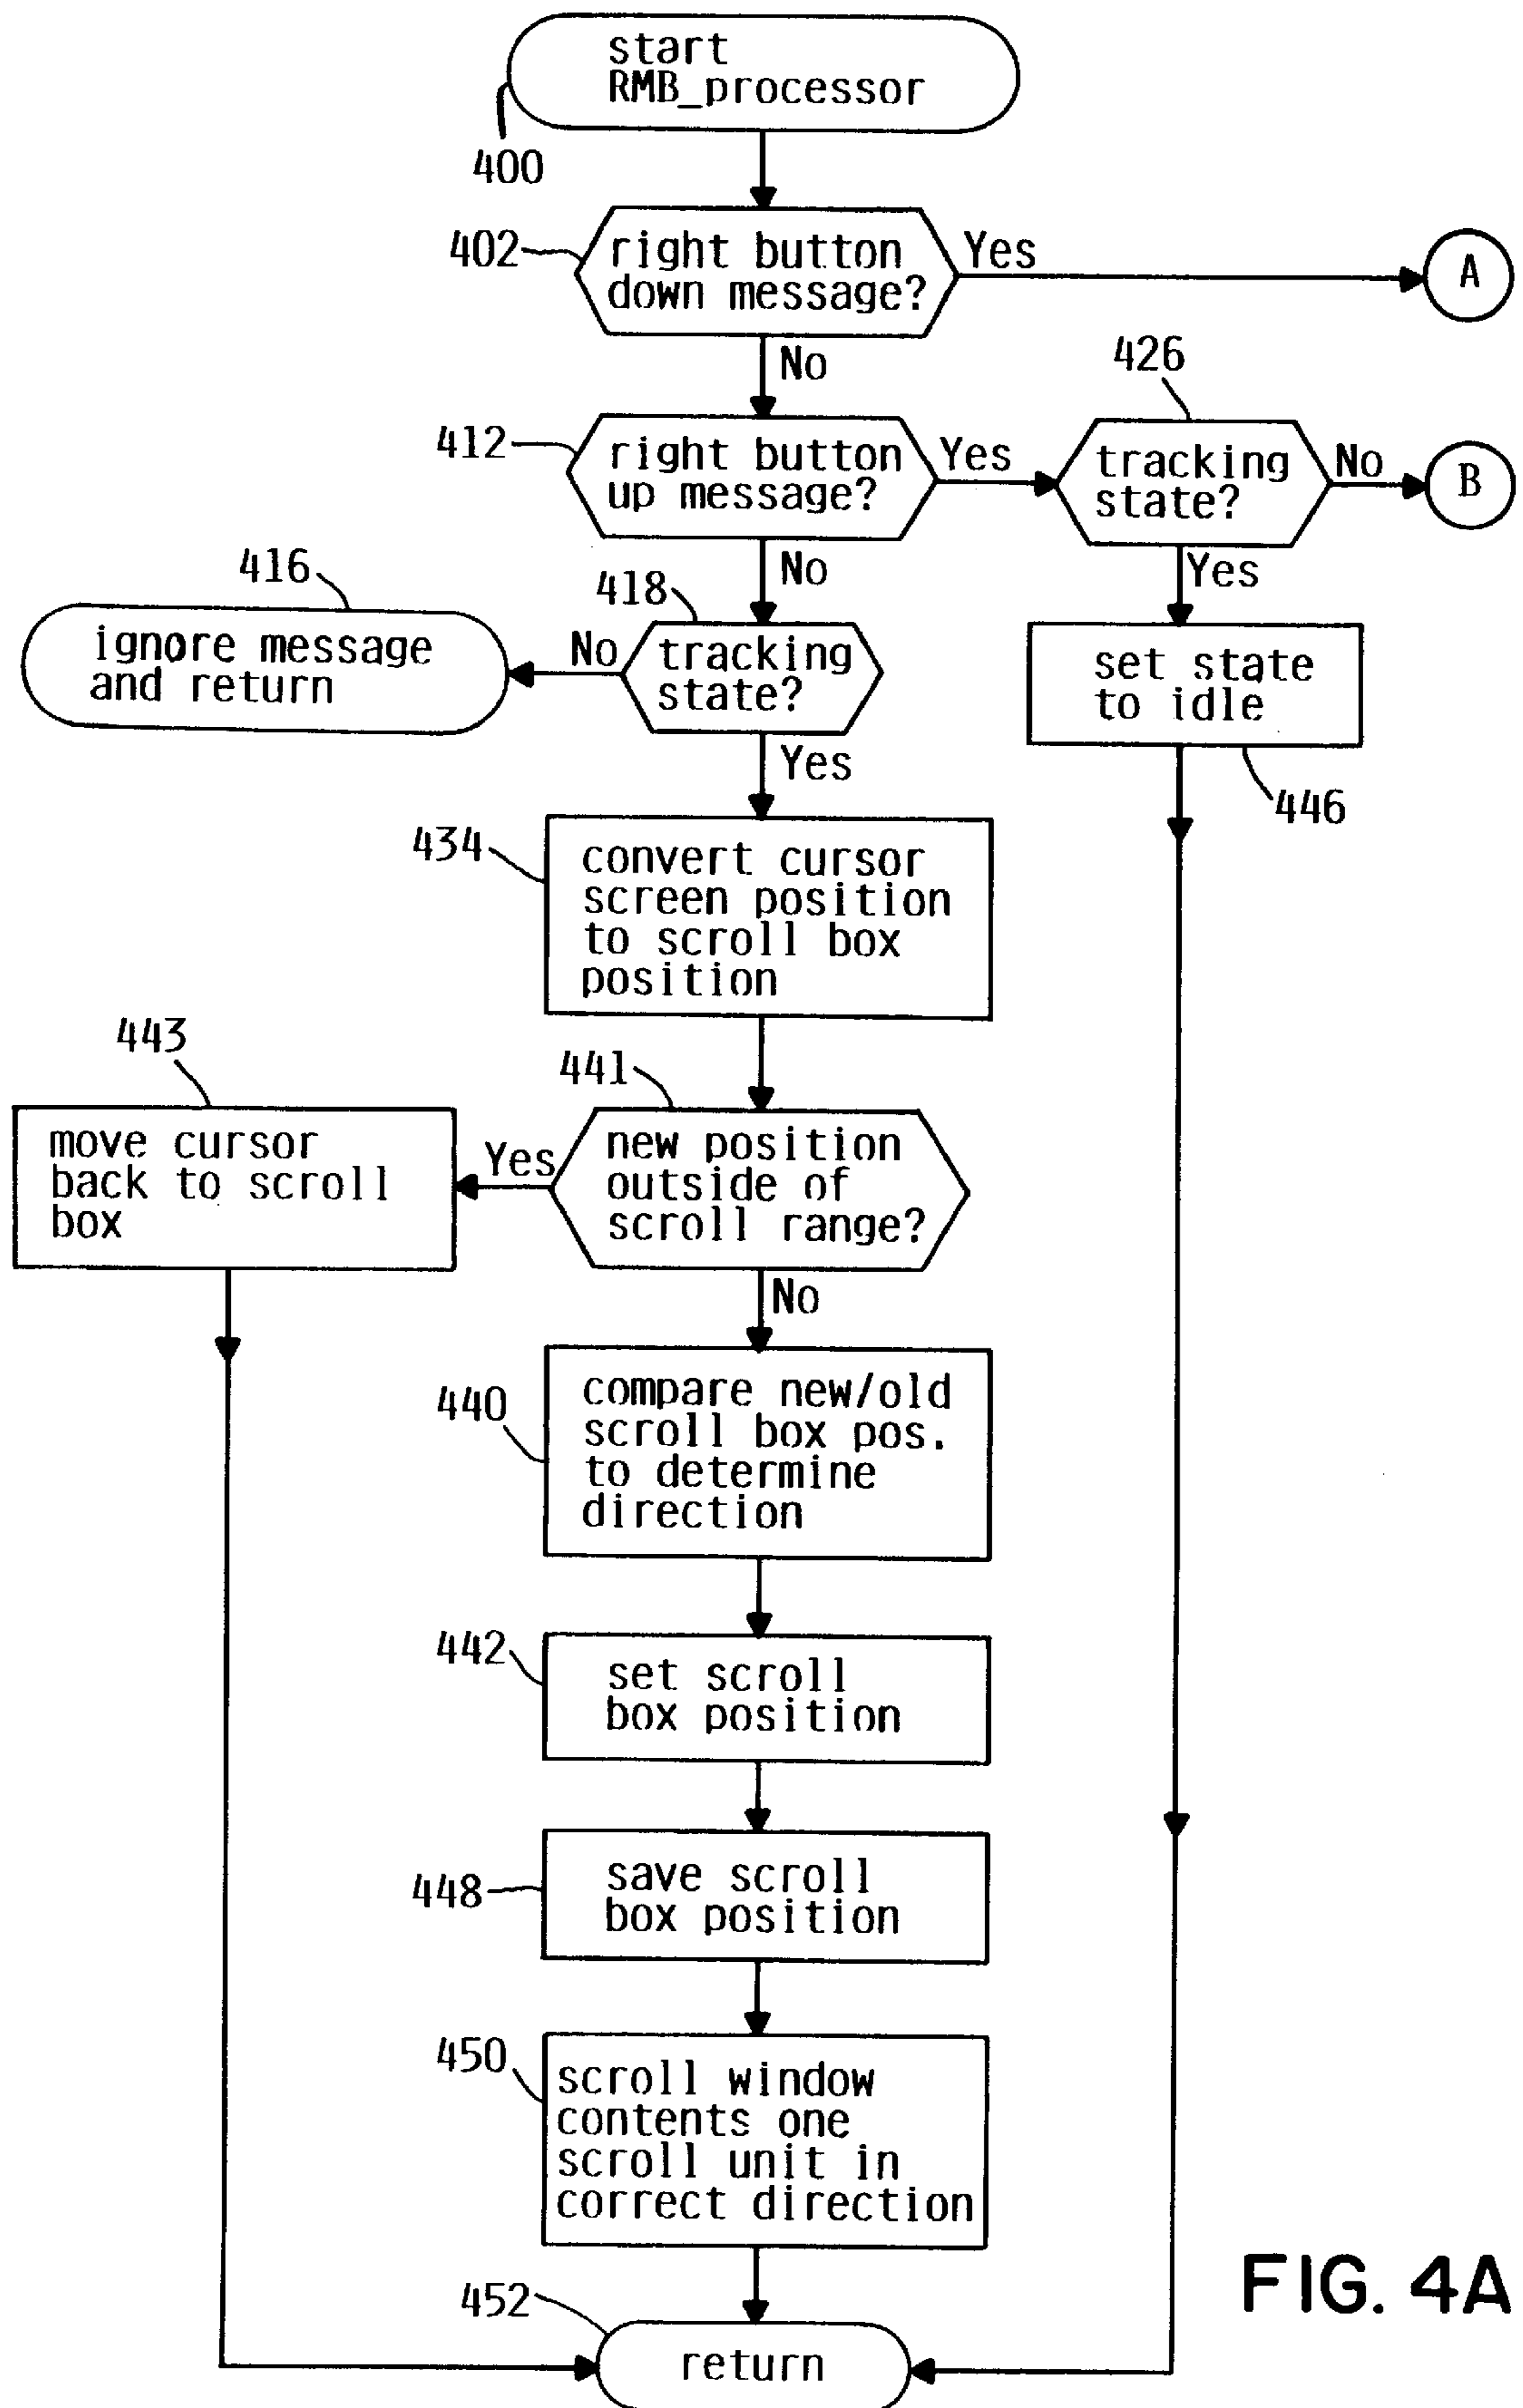 start
RMB_processor
400
402
right button
down message?
Yes
A
No
426
412
right button
up message?
Yes
tracking
state?
No
B
416
No
418
Yes
ignore message
and return
No
tracking
state?
set state
to idle
Yes
446
434
convert cursor
screen position
to scroll box
position
443
441
move cursor
back to scroll
box
Yes
new position
outside of
scroll range?
No
440
compare new/old
scroll box pos.
to determine
direction
442
set scroll
box position
448
save scroll
box position
450
scroll window
contents one
scroll unit in
correct direction
452
return
FIG. 4A